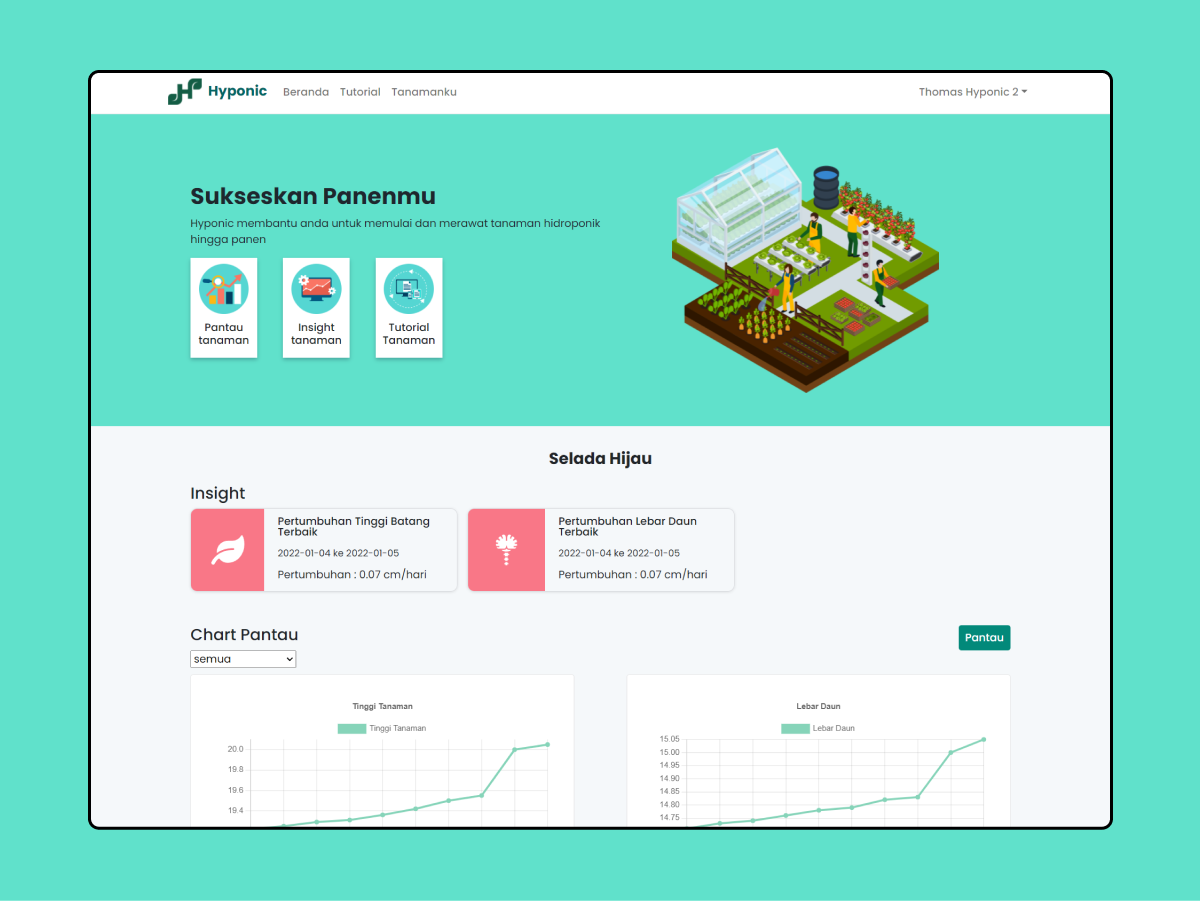 Hyponic Beranda Tutorial Tanamanku Thomas Hyponic 2
Sukseskan Panenmu
Hyponic membantu anda untuk memulai dan merawat tanaman hidroponik
hingga panen
Pantau
tanaman
Insight
tanaman
Tutorial
Tanaman
Selada Hijau
Insight
Pertumbuhan Tinggi Batang
Terbaik
2022-01-04 ke 2022-01-05
Pertumbuhan : 0.07 cm/hari
Pertumbuhan Lebar Daun
Terbaik
2022-01-04 ke 2022-01-05
Pertumbuhan : 0.07 cm/hari
Chart Pantau
Pantau
semua
Tinggi Tanaman
Tinggi Tanaman
20.0
19.8
19.6
19.4
Lebar Daun
Lebar Daun
15.05
15.00
14.95
14.90
14.85
14.80
14.75